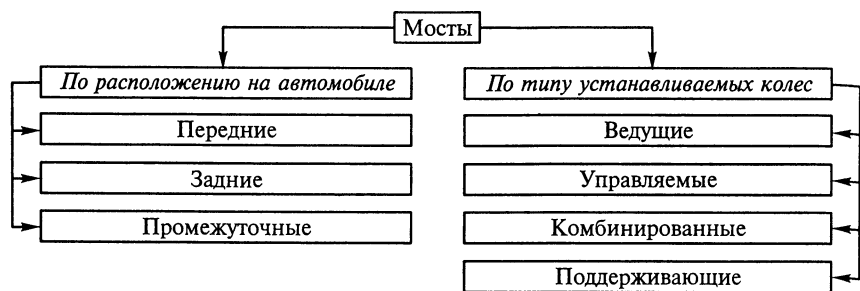 Мосты
По расположению на автомобиле
Передние
Задние
Промежуточные
По типу устанавливаемых колес
Ведущие
Управляемые
Комбинированные
Поддерживающие